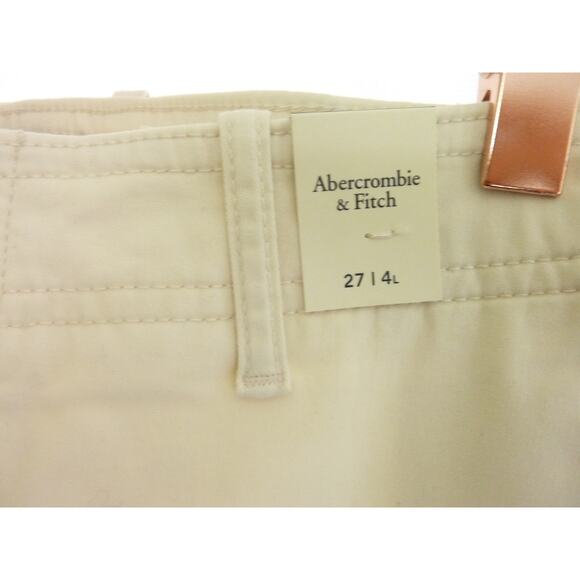 Abercrombie
& Fitch
27 | 4L